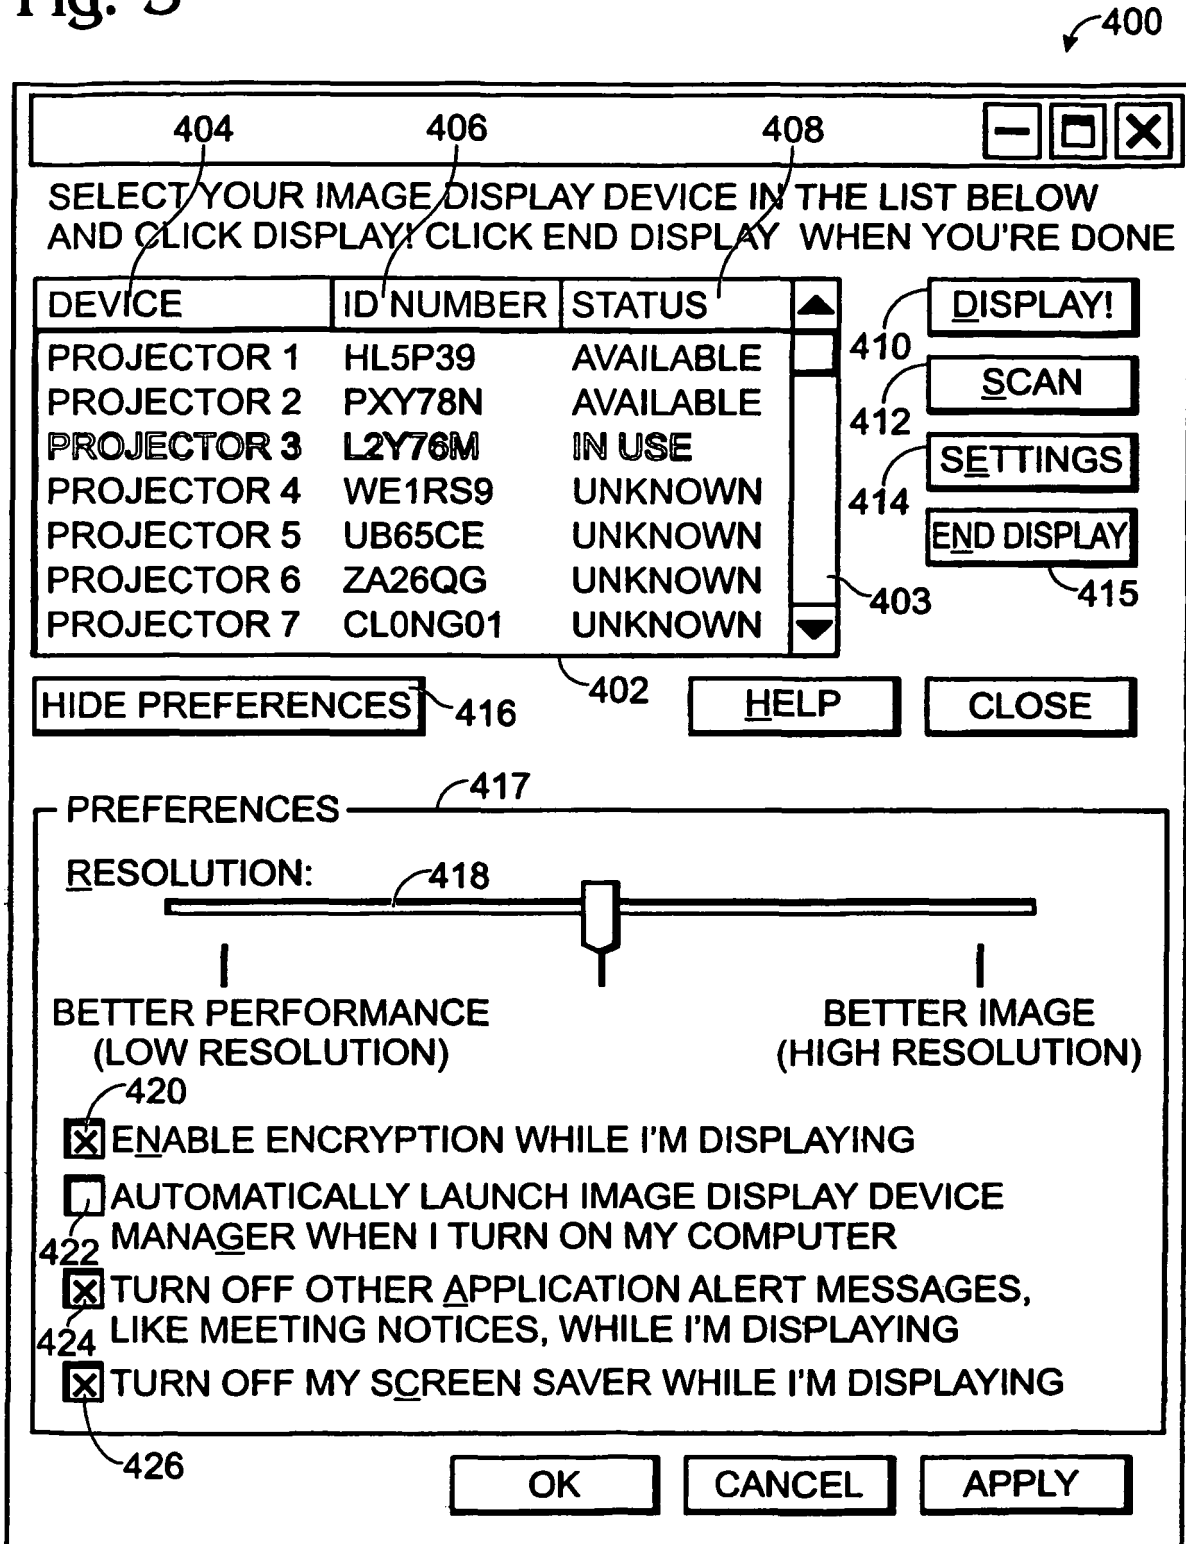 Fig. 5
400
404 406 408
SELECT YOUR IMAGE DISPLAY DEVICE IN THE LIST BELOW
AND CLICK DISPLAY! CLICK END DISPLAY WHEN YOU'RE DONE
DEVICE ID NUMBER STATUS
PROJECTOR 1 HL5P39 AVAILABLE
PROJECTOR 2 PXY78N AVAILABLE
PROJECTOR 3 L2Y76M IN USE
PROJECTOR 4 WE1RS9 UNKNOWN
PROJECTOR 5 UB65CE UNKNOWN
PROJECTOR 6 ZA26QG UNKNOWN
PROJECTOR 7 CL0NG01 UNKNOWN
DISPLAY!
410
SCAN
412
SETTINGS
414
END DISPLAY
415
403
402
HIDE PREFERENCES
416
HELP
CLOSE
417
PREFERENCES
RESOLUTION:
418
BETTER PERFORMANCE
(LOW RESOLUTION)
BETTER IMAGE
(HIGH RESOLUTION)
420
ENABLE ENCRYPTION WHILE I'M DISPLAYING
AUTOMATICALLY LAUNCH IMAGE DISPLAY DEVICE
MANAGER WHEN I TURN ON MY COMPUTER
422
TURN OFF OTHER APPLICATION ALERT MESSAGES,
LIKE MEETING NOTICES, WHILE I'M DISPLAYING
424
TURN OFF MY SCREEN SAVER WHILE I'M DISPLAYING
426
OK
CANCEL
APPLY